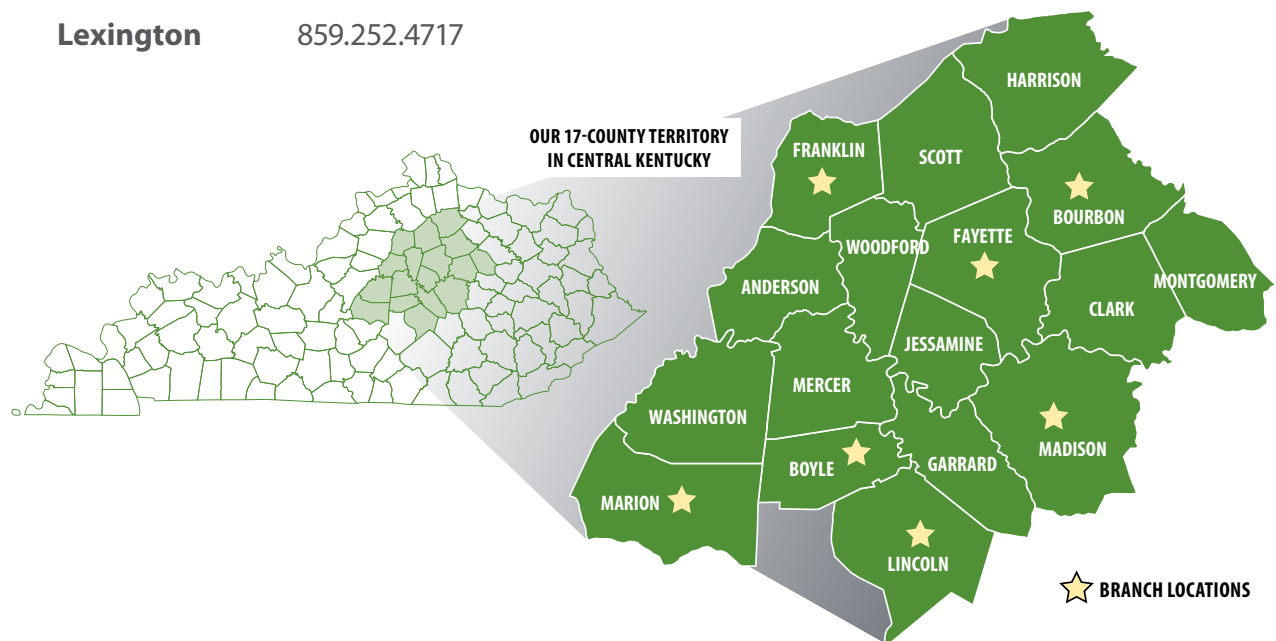 Lexington 859.252.4717
OUR 17-COUNTY TERRITORY
IN CENTRAL KENTUCKY
HARRISON
FRANKLIN
SCOTT
BOURBON
WOODFORD
FAYETTE
ANDERSON
MONTGOMERY
CLARK
JESSAMINE
MERCER
WASHINGTON
MADISON
BOYLE
GARRARD
MARION
LINCOLN
BRANCH LOCATIONS